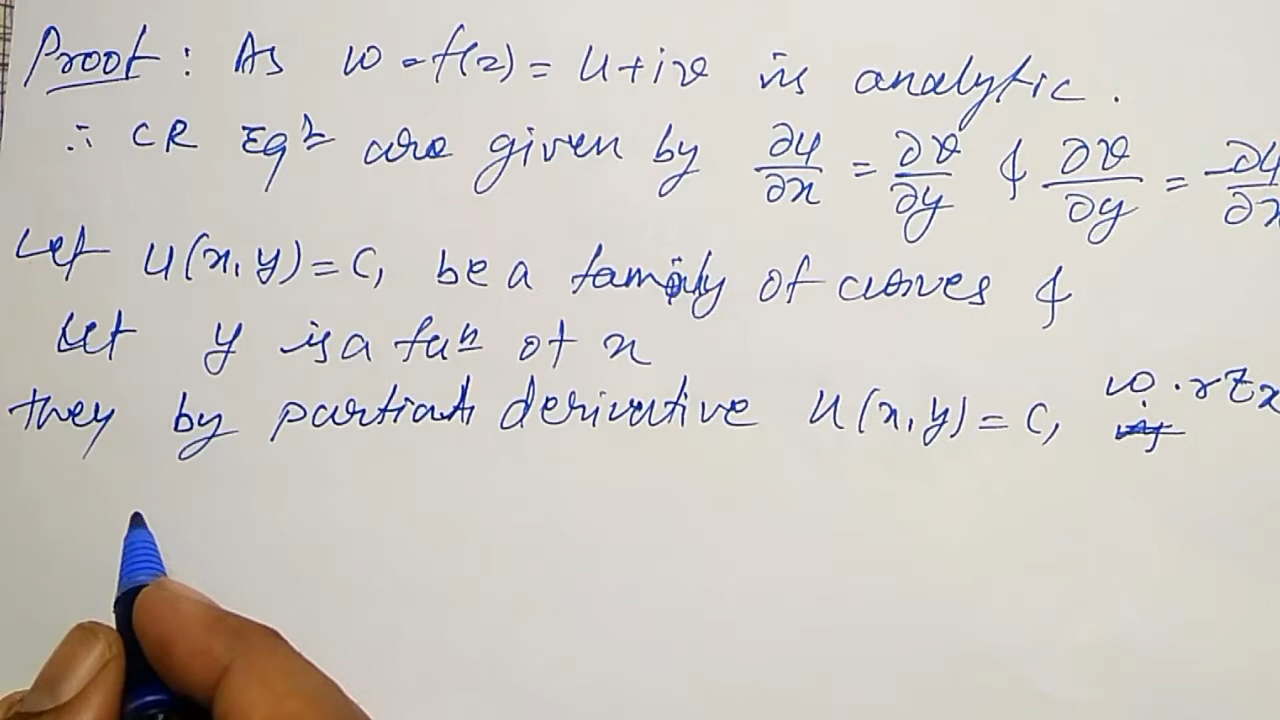 Proof : As w = f(z) = u + iv is analytic.
∴ CR Eqⁿ are given by ∂u/∂x = ∂v/∂y & ∂v/∂y = -∂u/∂x
Let u(x, y) = C, be a family of curves &
Let y is a fuⁿ of x
they by partial derivative u(x, y) = C, w.r.t x